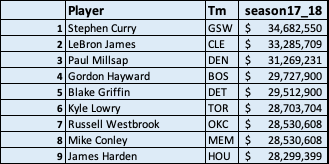 Player Tm season17_18
1 Stephen Curry GSW $ 34,682,550
2 LeBron James CLE $ 33,285,709
3 Paul Millsap DEN $ 31,269,231
4 Gordon Hayward BOS $ 29,727,900
5 Blake Griffin DET $ 29,512,900
6 Kyle Lowry TOR $ 28,703,704
7 Russell Westbrook OKC $ 28,530,608
8 Mike Conley MEM $ 28,530,608
9 James Harden HOU $ 28,299,399